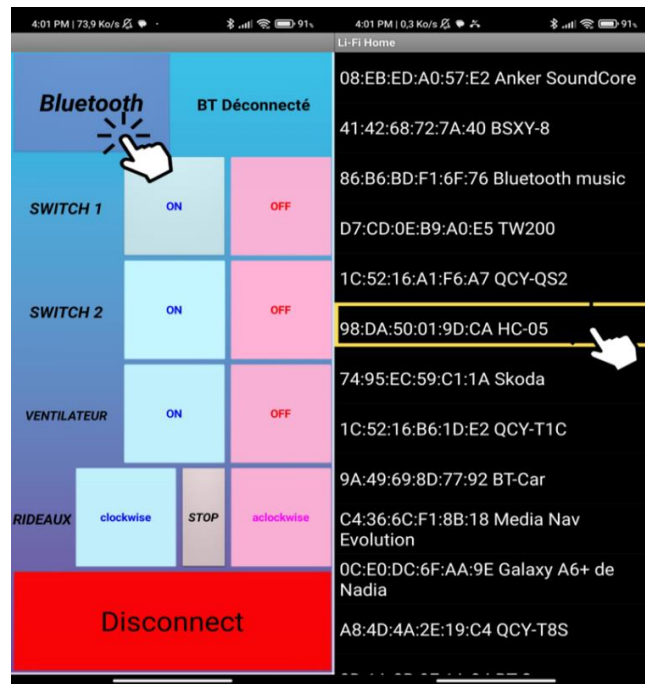 4:01 PM | 73,9 Ko/s
91%
Bluetooth
BT Déconnecté
SWITCH 1
ON
OFF
SWITCH 2
ON
OFF
VENTILATEUR
ON
OFF
RIDEAUX
clockwise
STOP
aclockwise
Disconnect
4:01 PM | 0,3 Ko/s
91%
Li-Fi Home
08:EB:ED:A0:57:E2 Anker SoundCore
41:42:68:72:7A:40 BSXY-8
86:B6:BD:F1:6F:76 Bluetooth music
D7:CD:0E:B9:A0:E5 TW200
1C:52:16:A1:F6:A7 QCY-QS2
98:DA:50:01:9D:CA HC-05
74:95:EC:59:C1:1A Skoda
1C:52:16:B6:1D:E2 QCY-T1C
9A:49:69:8D:77:92 BT-Car
C4:36:6C:F1:8B:18 Media Nav
Evolution
0C:E0:DC:6F:AA:9E Galaxy A6+ de
Nadia
A8:4D:4A:2E:19:C4 QCY-T8S